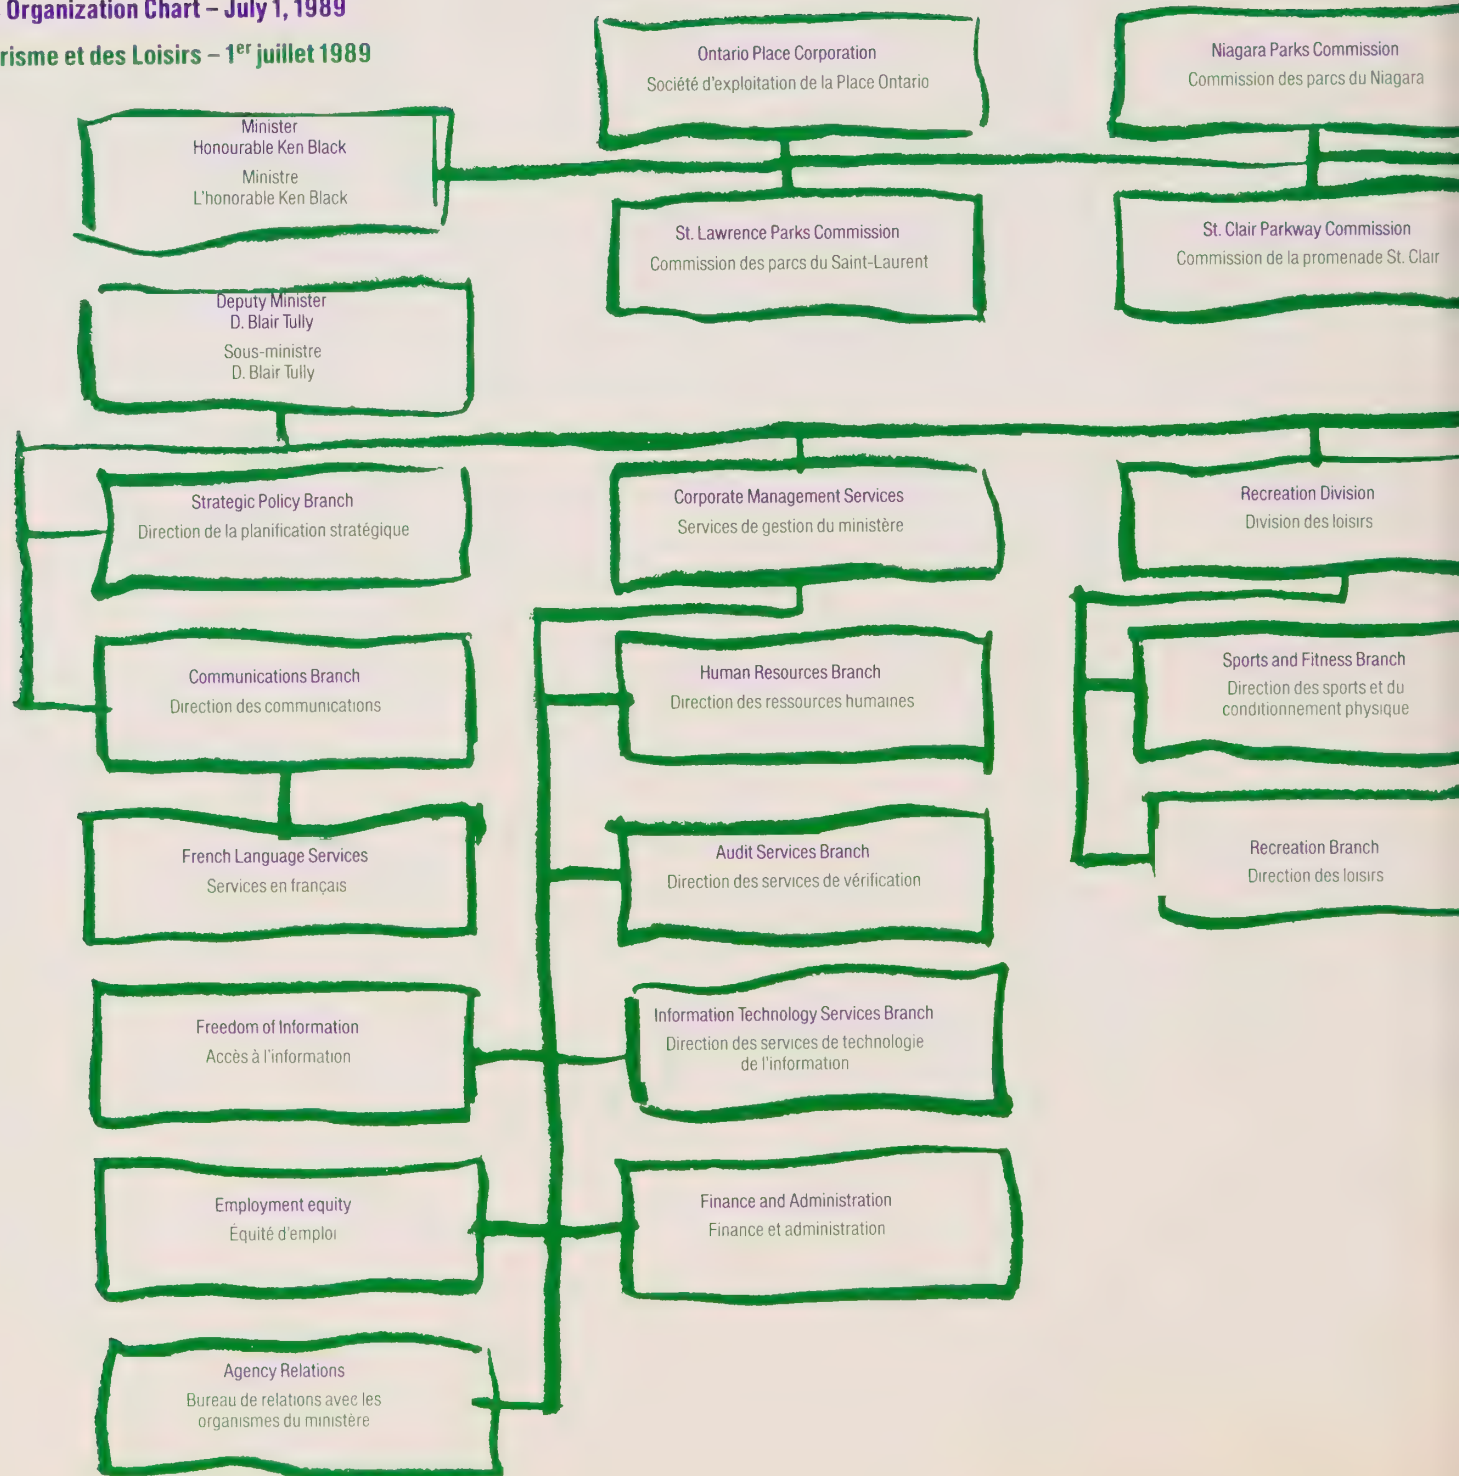 Organization Chart – July 1, 1989
risme et des Loisirs – 1er juillet 1989
Minister
Honourable Ken Black
Ministre
L'honorable Ken Black
Ontario Place Corporation
Société d'exploitation de la Place Ontario
Niagara Parks Commission
Commission des parcs du Niagara
St. Lawrence Parks Commission
Commission des parcs du Saint-Laurent
St. Clair Parkway Commission
Commission de la promenade St. Clair
Deputy Minister
D. Blair Tully
Sous-ministre
D. Blair Tully
Strategic Policy Branch
Direction de la planification stratégique
Communications Branch
Direction des communications
French Language Services
Services en français
Corporate Management Services
Services de gestion du ministère
Human Resources Branch
Direction des ressources humaines
Audit Services Branch
Direction des services de vérification
Information Technology Services Branch
Direction des services de technologie
de l'information
Finance and Administration
Finance et administration
Freedom of Information
Accès à l'information
Employment equity
Équité d'emploi
Agency Relations
Bureau de relations avec les
organismes du ministère
Recreation Division
Division des loisirs
Sports and Fitness Branch
Direction des sports et du
conditionnement physique
Recreation Branch
Direction des loisirs